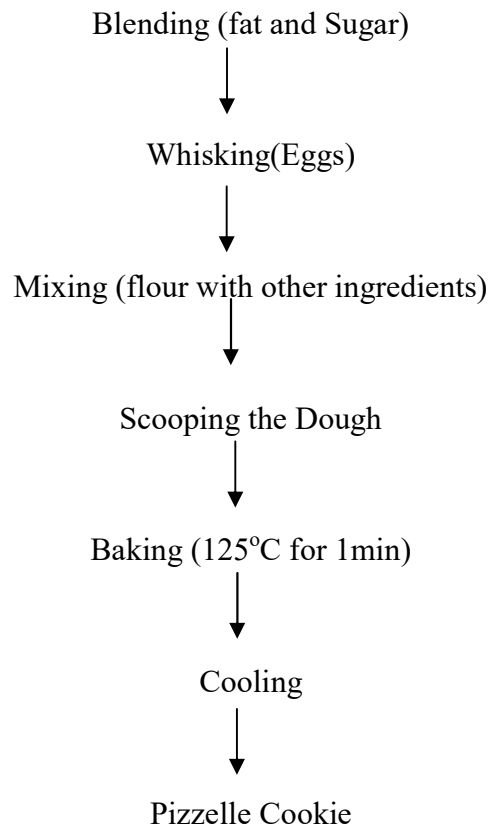 Blending (fat and Sugar)
Whisking(Eggs)
Mixing (flour with other ingredients)
Scooping the Dough
Baking (125°C for 1min)
Cooling
Pizzelle Cookie